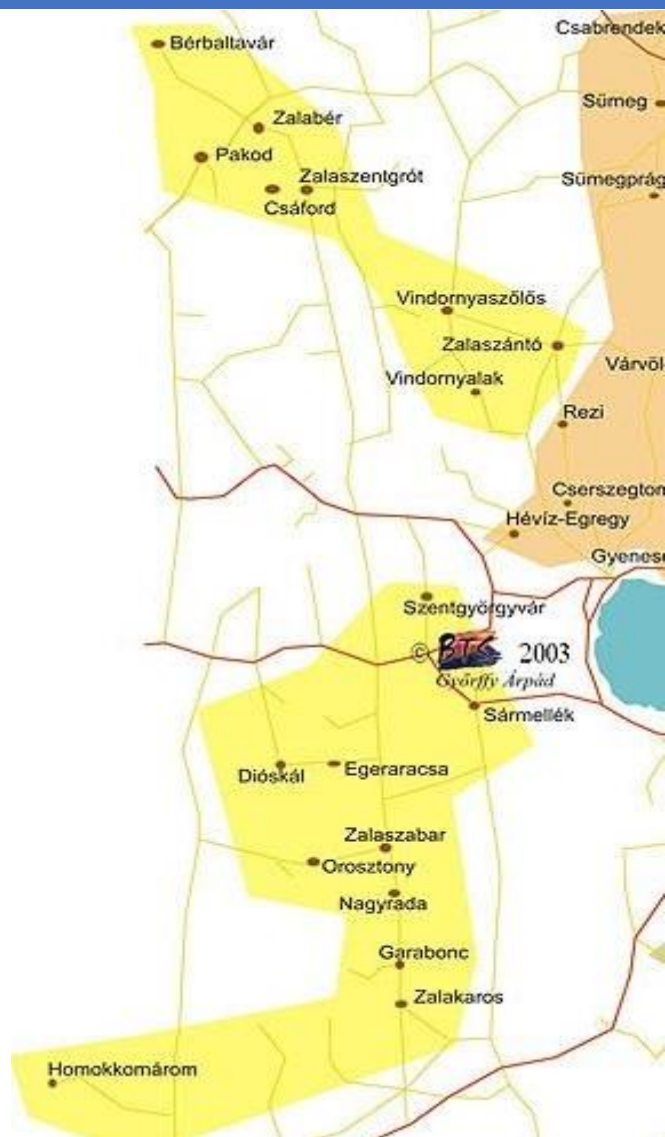 Csabrendek
Bérbaltavár
Sümeg
Zalabér
Pakod
Zalaszentgrót
Sümegprág
Csáford
Vindornyaszőlős
Zalaszántó
Várvöl
Vindornyalak
Rezi
Cserszegtom
Hévíz-Egregy
Gyenese
Szentgyörgyvár
© BTC 2003
Győrffy Árpád
Sármellék
Dióskál
Egeraracsa
Zalaszabar
Orosztony
Nagyrada
Garabonc
Zalakaros
Homokkomárom